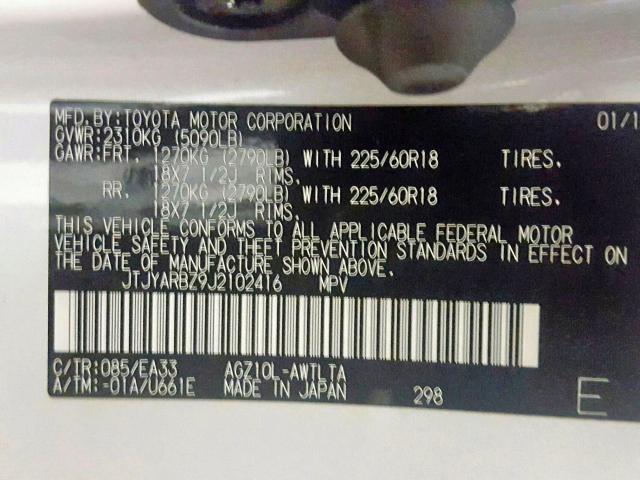 MFD.BY:TOYOTA MOTOR CORPORATION 01/1
GVWR:2310KG (5090LB)
GAWR:FRT. 1270KG (2790LB) WITH 225/60R18 TIRES.
18X7 1/2J RIMS.
RR. 1270KG (2790LB) WITH 225/60R18 TIRES.
18X7 1/2J RIMS.
THIS VEHICLE CONFORMS TO ALL APPLICABLE FEDERAL MOTOR
VEHICLE SAFETY AND THEFT PREVENTION STANDARDS IN EFFECT ON
THE DATE OF MANUFACTURE SHOWN ABOVE.
JTJYARBZ9J2102416 MPV
C/TR:085/EA33 AGZ10L-AWTLTA
A/TM:-01A/U661E MADE IN JAPAN 298 E